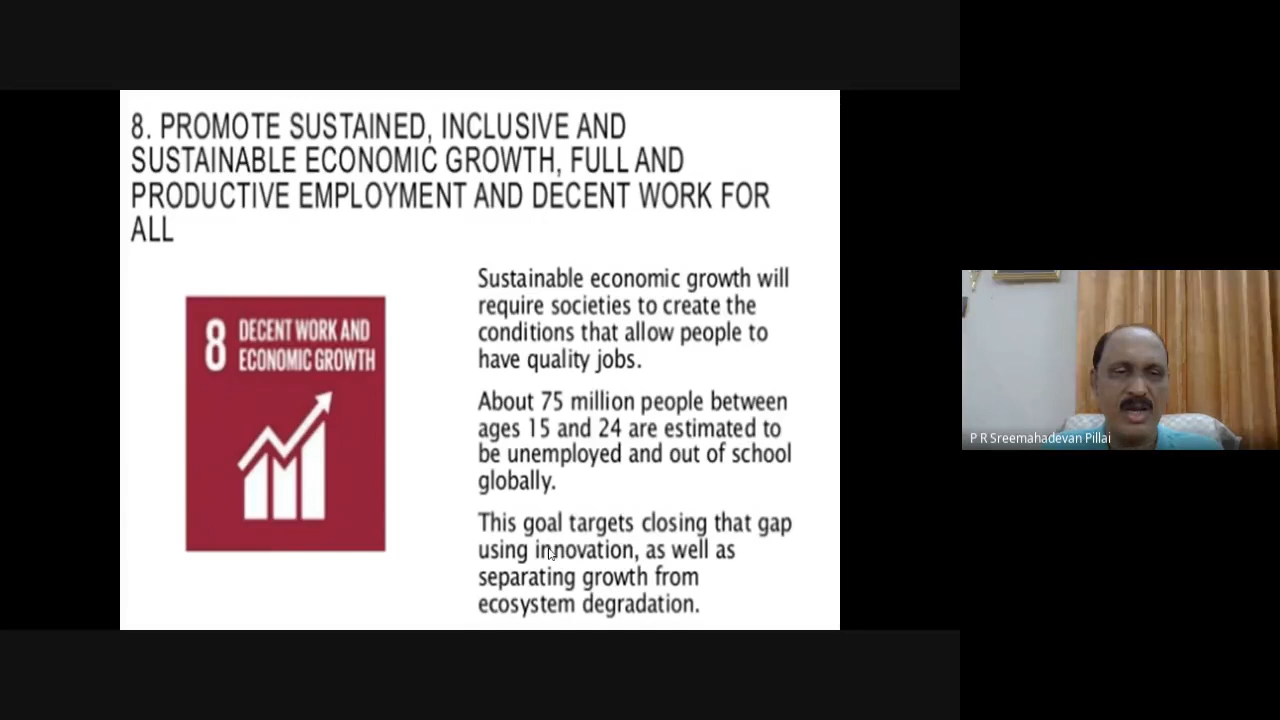 8. PROMOTE SUSTAINED, INCLUSIVE AND
SUSTAINABLE ECONOMIC GROWTH, FULL AND
PRODUCTIVE EMPLOYMENT AND DECENT WORK FOR
ALL
8 DECENT WORK AND
ECONOMIC GROWTH
Sustainable economic growth will
require societies to create the
conditions that allow people to
have quality jobs.
About 75 million people between
ages 15 and 24 are estimated to
be unemployed and out of school
globally.
This goal targets closing that gap
using innovation, as well as
separating growth from
ecosystem degradation.
P R Sreemahadevan Pillai